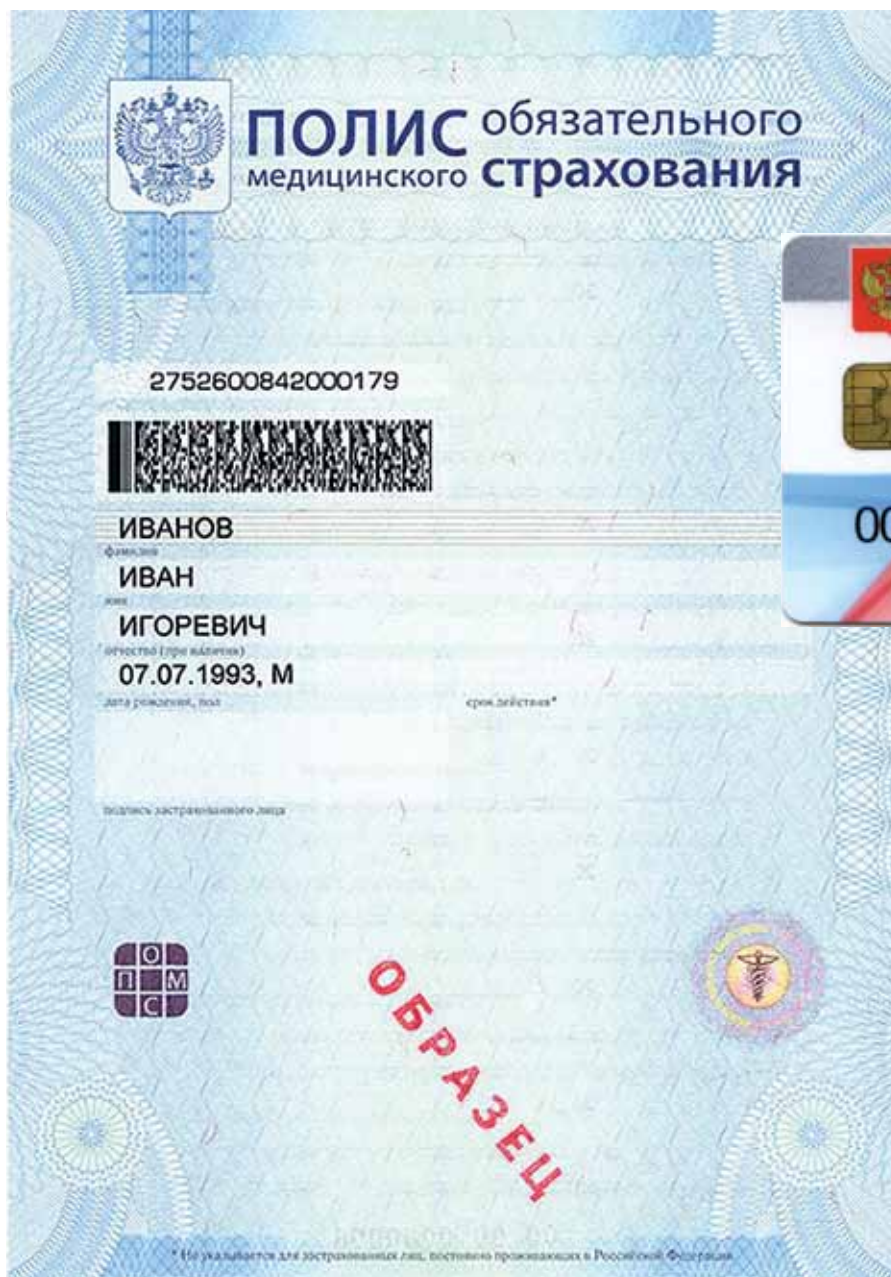 ПОЛИС обязательного
медицинского страхования
2752600842000179
ИВАНОВ
фамилия
ИВАН
имя
ИГОРЕВИЧ
отчество (при наличии)
07.07.1993, М
дата рождения, пол
срок действия*
подпись застрахованного лица
00
О
П М
С
ОБРАЗЕЦ
* Не указывается для застрахованных лиц, постоянно проживающих в Российской Федерации